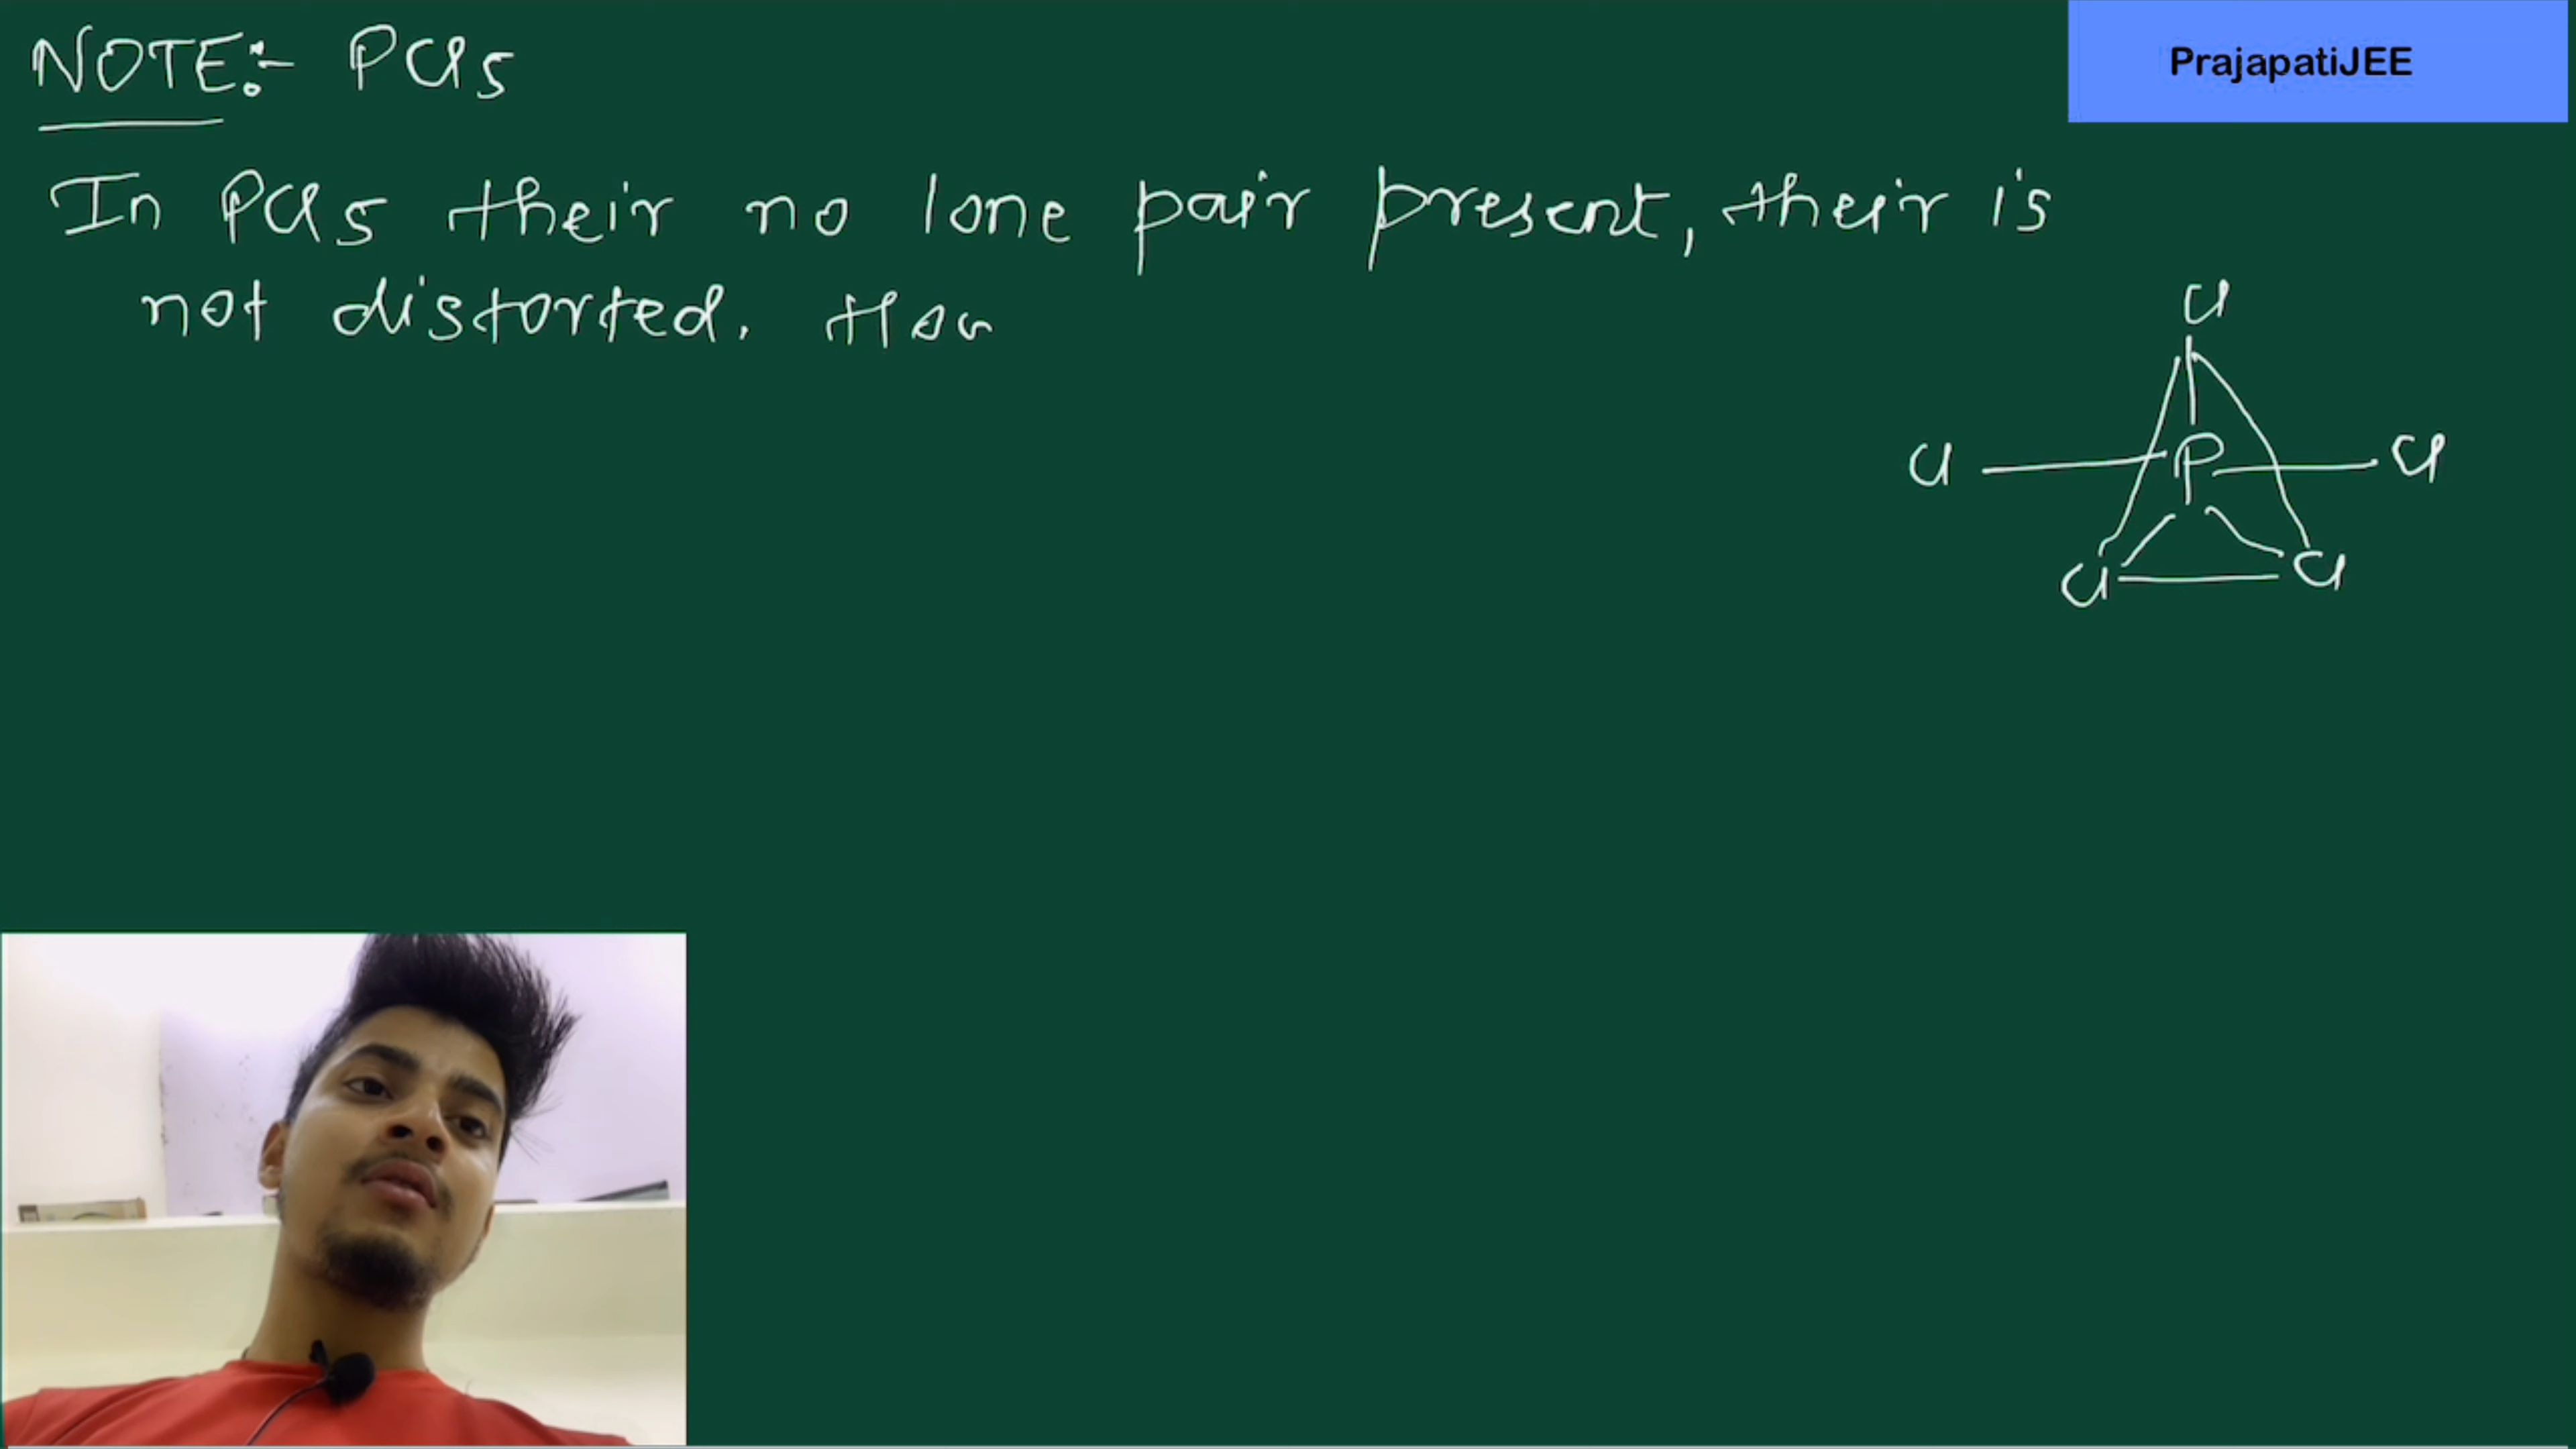 NOTE:- PCl5
PrajapatiJEE
In PCl5 their no lone pair present, their is
not distorted.
Cl
Cl P Cl
Cl Cl